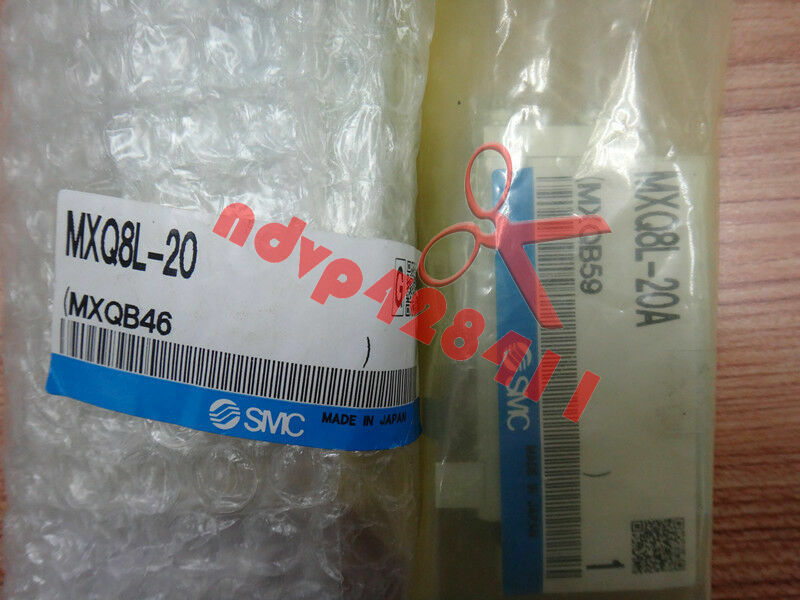 MXQ8L-20
(MXQB46
)
SMC MADE IN JAPAN
MXQ8L-20A
(MXQB59
)
SMC MADE IN JAPAN
1
ndvp428411